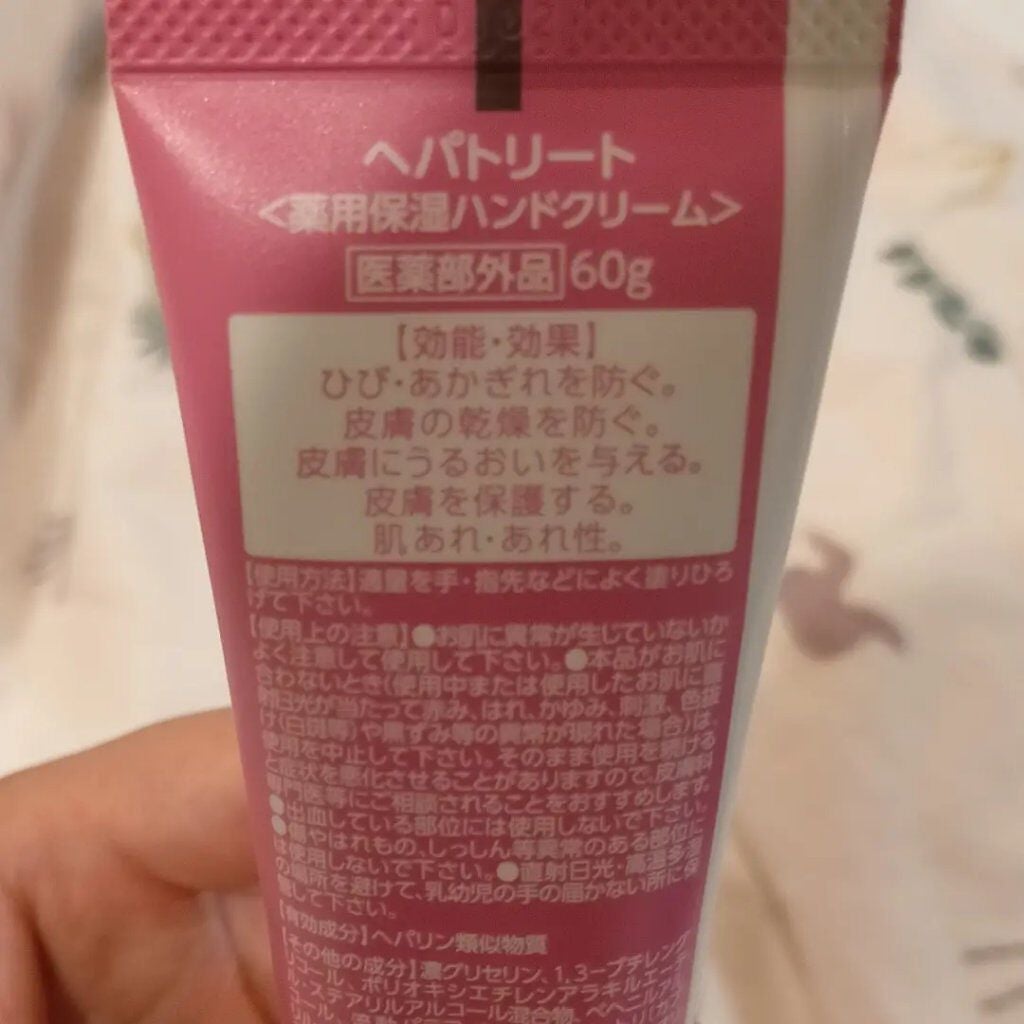 ヘパトリート
<薬用保湿ハンドクリーム>
医薬部外品 60g
【効能・効果】
ひび・あかぎれを防ぐ。
皮膚の乾燥を防ぐ。
皮膚にうるおいを与える。
皮膚を保護する。
肌あれ・あれ性。
【使用方法】適量を手・指先などによく塗りひろ
げて下さい。
【使用上の注意】●お肌に異常が生じていないか
よく注意して使用して下さい。●本品がお肌に
合わないとき(使用中または使用したお肌に直
射日光が当たって赤み、はれ、かゆみ、刺激、色抜
け(白斑等)や黒ずみ等の異常が現れた場合)は
使用を中止して下さい。そのまま使用を続ける
と症状を悪化させることがありますので、皮膚科
専門医等にご相談されることをおすすめします。
●出血している部位には使用しないで下さい。
●傷やはれもの、しっしん等異常のある部位に
は使用しないで下さい。●直射日光・高温多湿
の場所を避けて、乳幼児の手の届かない所に保
管して下さい。
【有効成分】ヘパリン類似物質
【その他の成分】濃グリセリン、1,3-ブチレング
リコール、ポリオキシエチレンアラキルエーテ
ル・ステアリルアルコール混合物、ベヘニルア